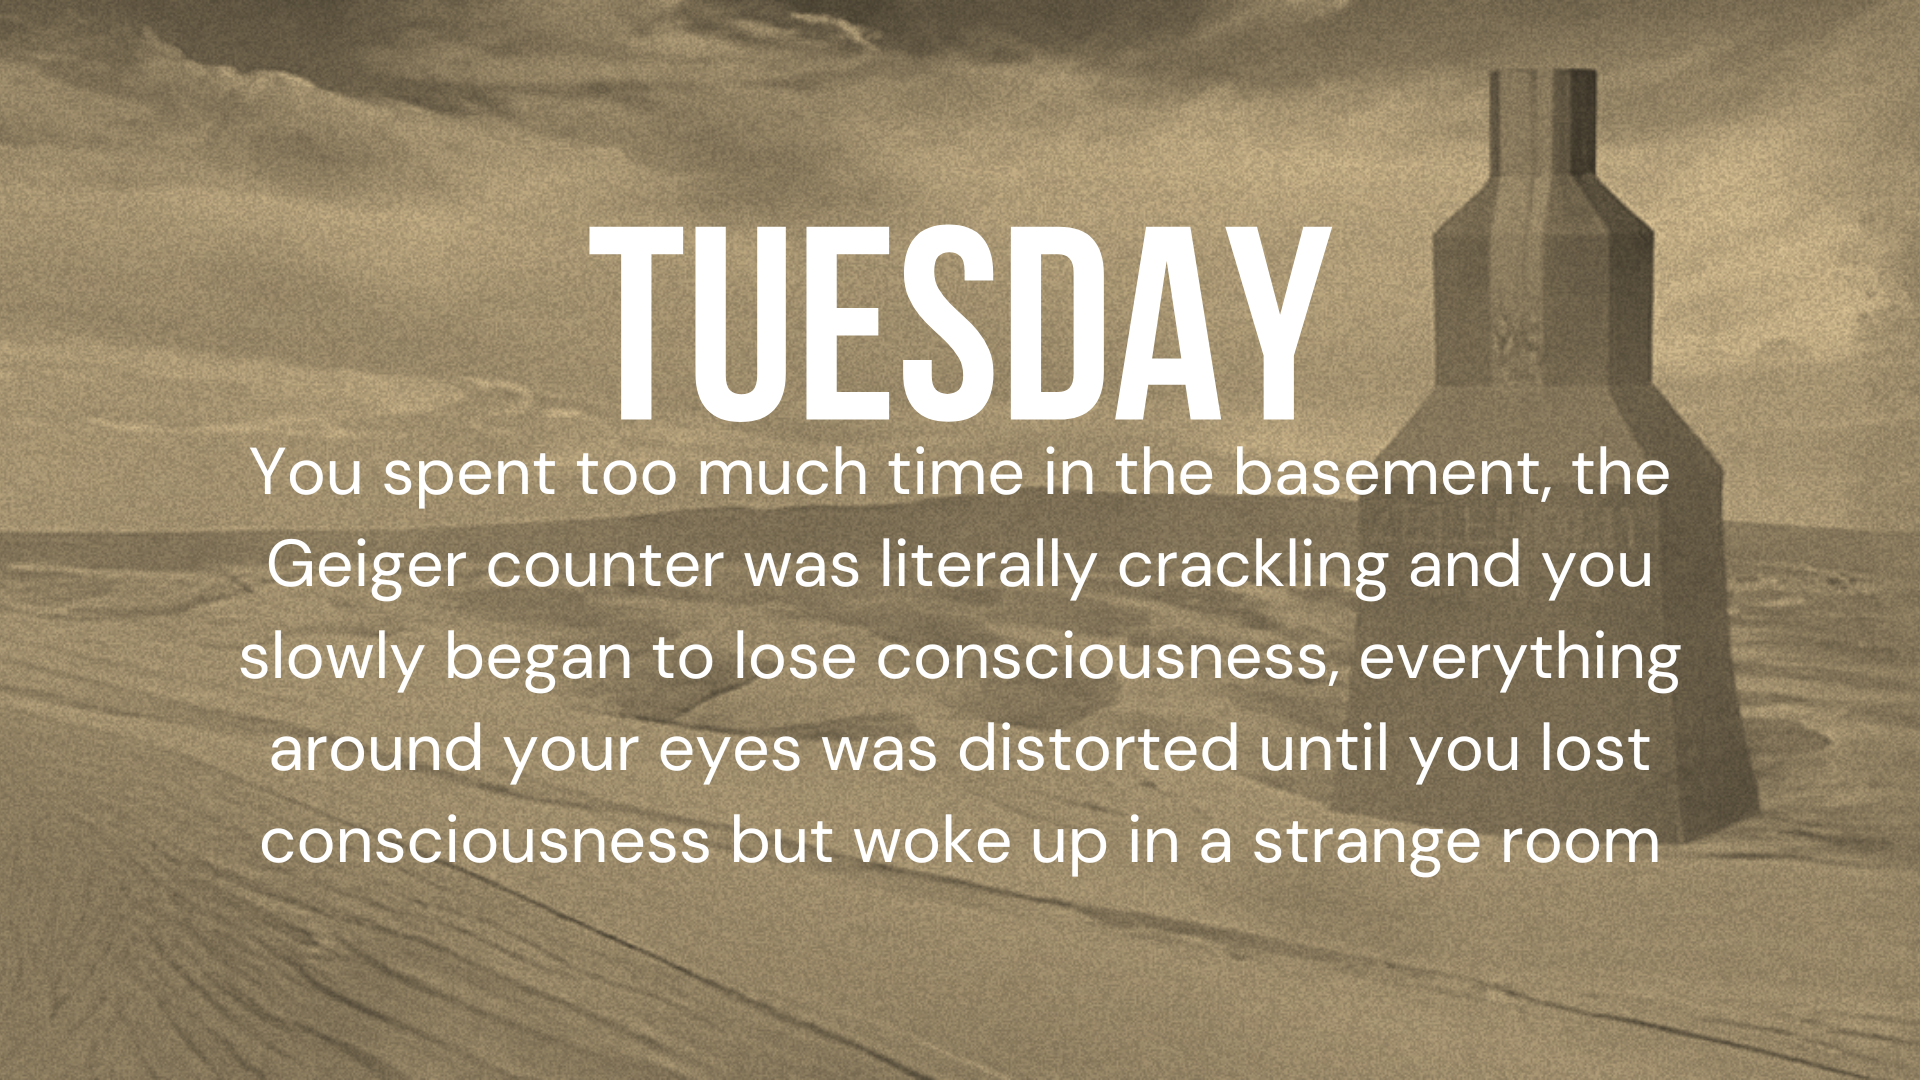 TUESDAY
You spent too much time in the basement, the
Geiger counter was literally crackling and you
slowly began to lose consciousness, everything
around your eyes was distorted until you lost
consciousness but woke up in a strange room